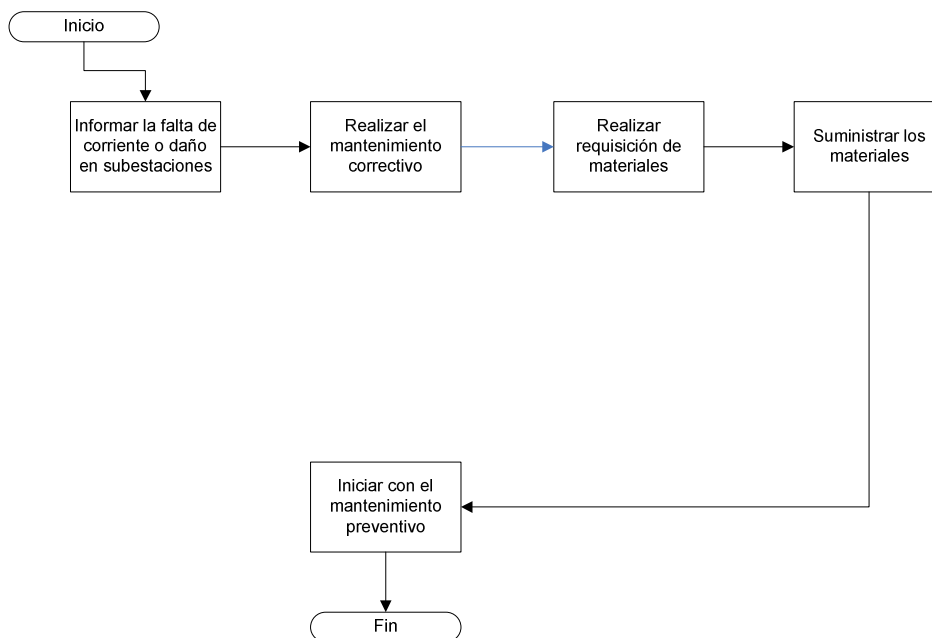 Inicio
Informar la falta de
corriente o daño
en subestaciones
Realizar el
mantenimiento
correctivo
Realizar
requisición de
materiales
Suministrar los
materiales
Iniciar con el
mantenimiento
preventivo
Fin